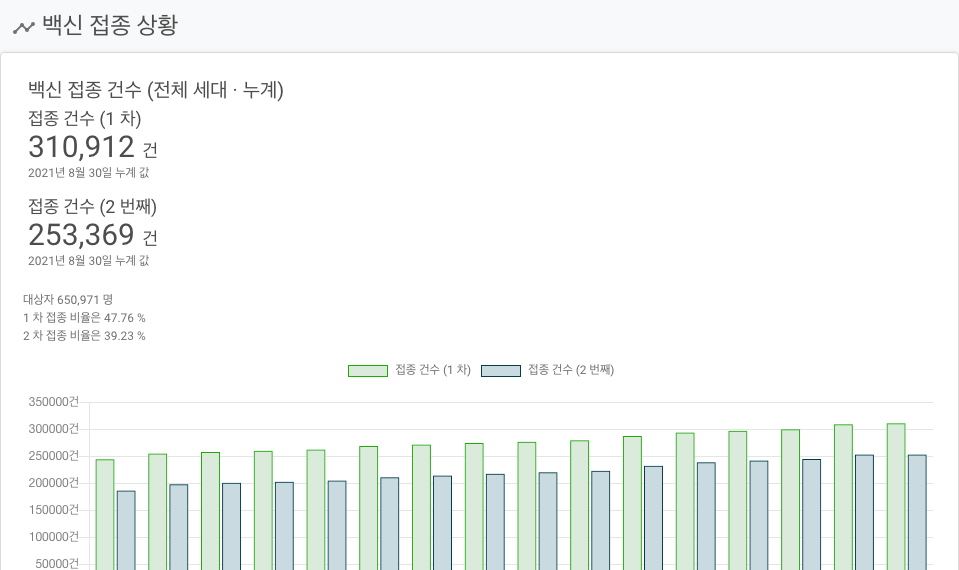 백신 접종 상황
백신 접종 건수 (전체 세대 · 누계)
접종 건수 (1 차)
310,912 건
2021년 8월 30일 누계 값
접종 건수 (2 번째)
253,369 건
2021년 8월 30일 누계 값
대상자 650,971 명
1 차 접종 비율은 47.76 %
2 차 접종 비율은 39.23 %
접종 건수 (1 차) 접종 건수 (2 번째)
350000건
300000건
250000건
200000건
150000건
100000건
50000건